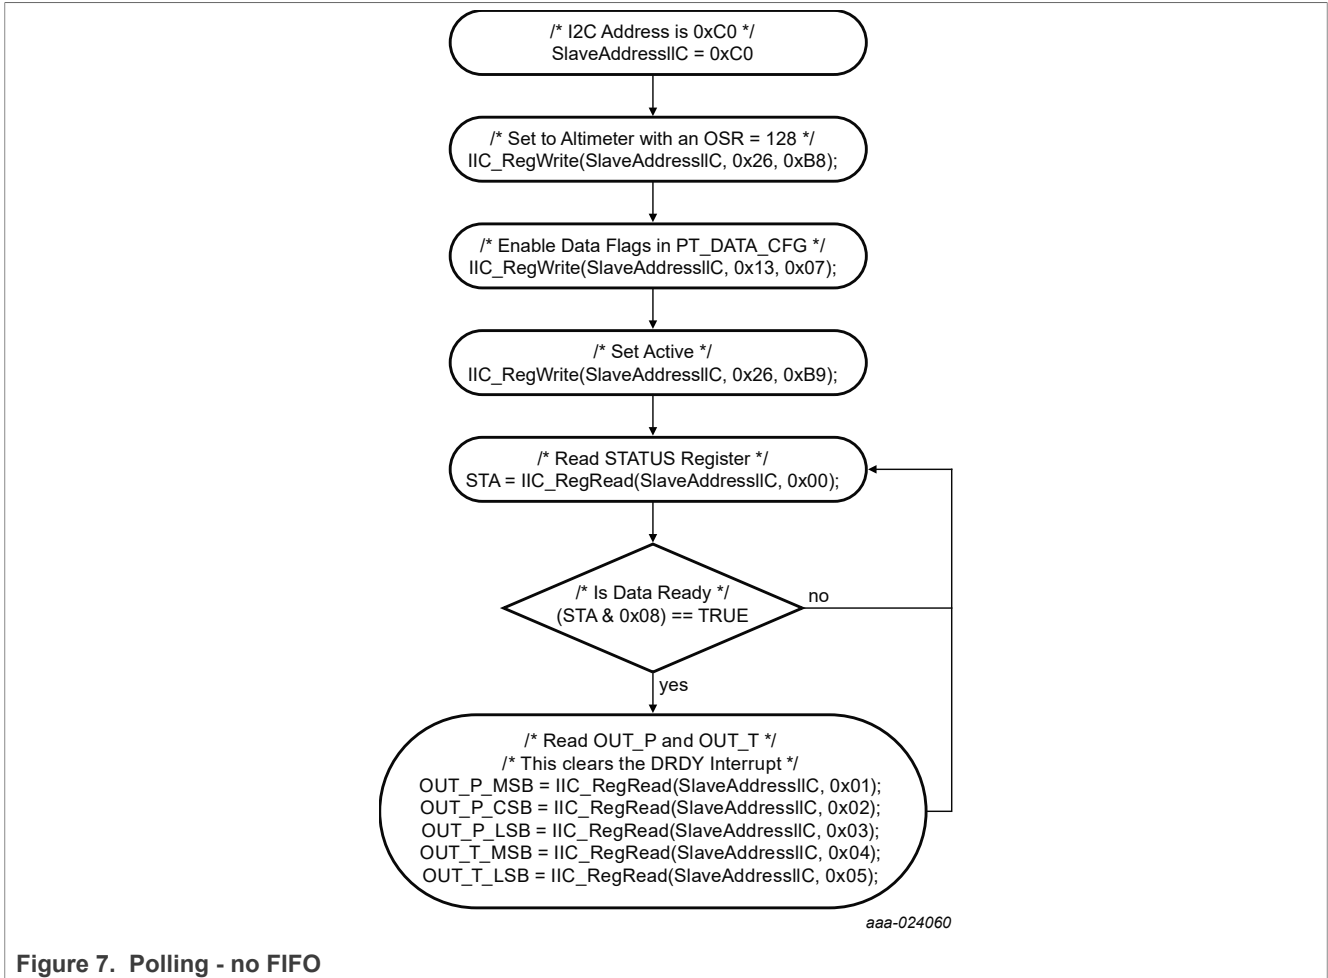 /* I2C Address is 0xC0 */
SlaveAddressIIC = 0xC0
/* Set to Altimeter with an OSR = 128 */
IIC_RegWrite(SlaveAddressIIC, 0x26, 0xB8);
/* Enable Data Flags in PT_DATA_CFG */
IIC_RegWrite(SlaveAddressIIC, 0x13, 0x07);
/* Set Active */
IIC_RegWrite(SlaveAddressIIC, 0x26, 0xB9);
/* Read STATUS Register */
STA = IIC_RegRead(SlaveAddressIIC, 0x00);
/* Is Data Ready */
(STA & 0x08) == TRUE
no
yes
/* Read OUT_P and OUT_T */
/* This clears the DRDY Interrupt */
OUT_P_MSB = IIC_RegRead(SlaveAddressIIC, 0x01);
OUT_P_CSB = IIC_RegRead(SlaveAddressIIC, 0x02);
OUT_P_LSB = IIC_RegRead(SlaveAddressIIC, 0x03);
OUT_T_MSB = IIC_RegRead(SlaveAddressIIC, 0x04);
OUT_T_LSB = IIC_RegRead(SlaveAddressIIC, 0x05);
aaa-024060
Figure 7. Polling - no FIFO